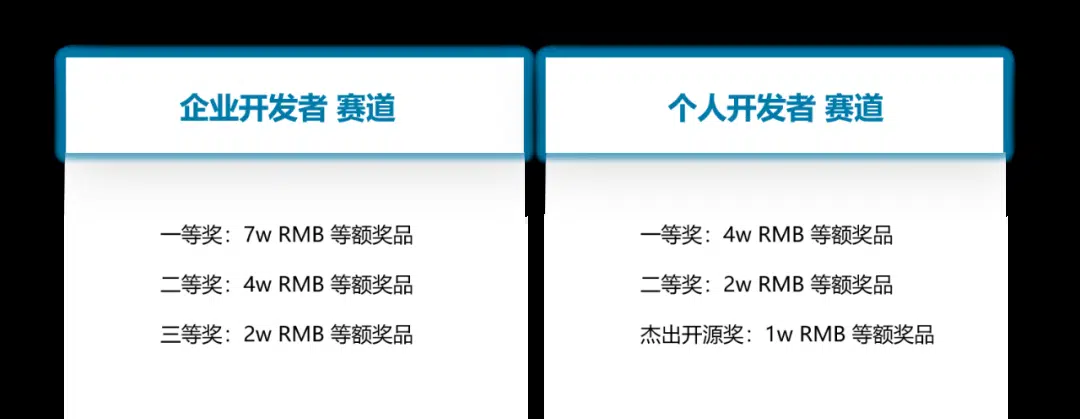 企业开发者 赛道
一等奖：7w RMB 等额奖品
二等奖：4w RMB 等额奖品
三等奖：2w RMB 等额奖品
个人开发者 赛道
一等奖：4w RMB 等额奖品
二等奖：2w RMB 等额奖品
杰出开源奖：1w RMB 等额奖品